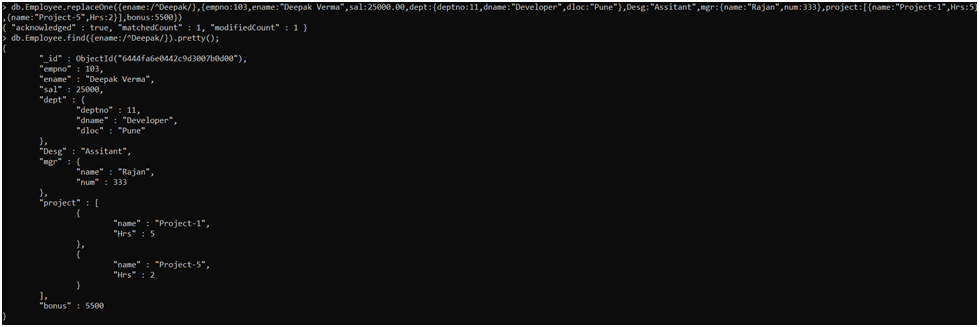 > db.Employee.replaceOne({ename:/^Deepak/},{empno:103,ename:"Deepak Verma",sal:25000.00,dept:{deptno:11,dname:"Developer",dloc:"Pune"},Desg:"Assitant",mgr:{name:"Rajan",num:333},project:[{name:"Project-1",Hrs:5}
,{name:"Project-5",Hrs:2}],bonus:5500})
{ "acknowledged" : true, "matchedCount" : 1, "modifiedCount" : 1 }
> db.Employee.find({ename:/^Deepak/}).pretty();
{
"_id" : ObjectId("6444fa6e0442c9d3007b0d00"),
"empno" : 103,
"ename" : "Deepak Verma",
"sal" : 25000,
"dept" : {
"deptno" : 11,
"dname" : "Developer",
"dloc" : "Pune"
},
"Desg" : "Assitant",
"mgr" : {
"name" : "Rajan",
"num" : 333
},
"project" : [
{
"name" : "Project-1",
"Hrs" : 5
},
{
"name" : "Project-5",
"Hrs" : 2
}
],
"bonus" : 5500
}